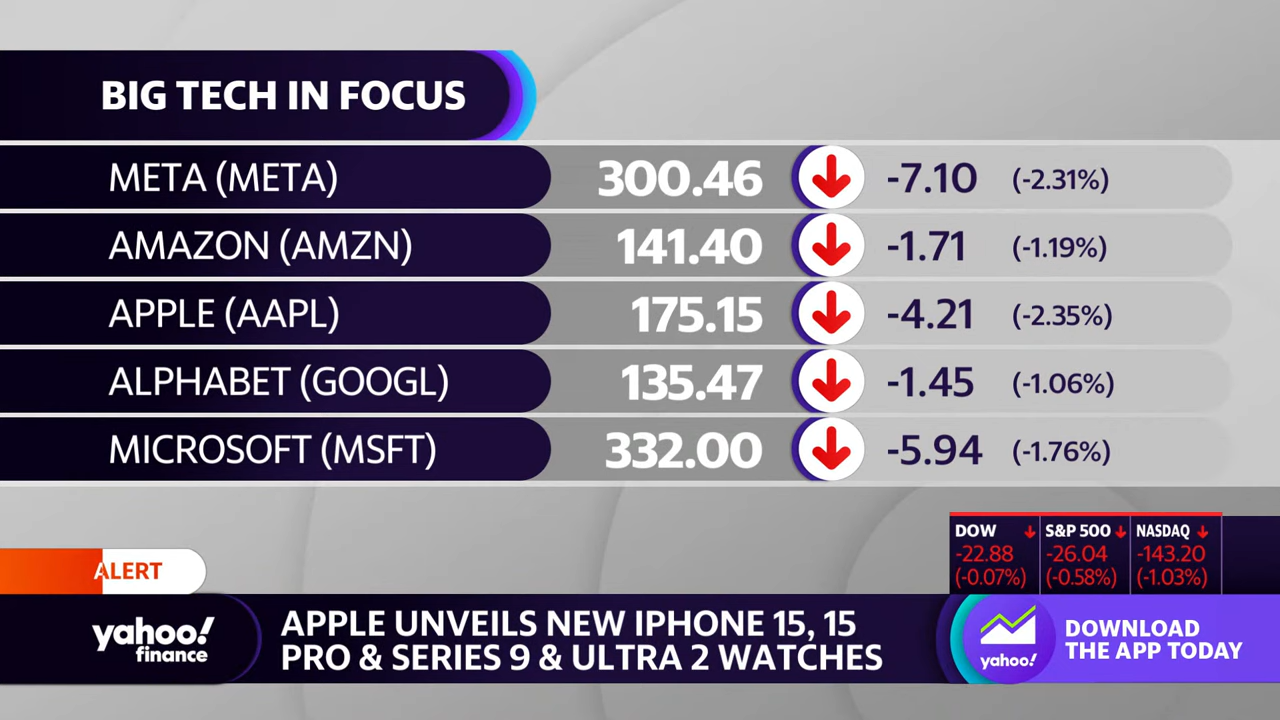 BIG TECH IN FOCUS
META (META) 300.46 -7.10 (-2.31%)
AMAZON (AMZN) 141.40 -1.71 (-1.19%)
APPLE (AAPL) 175.15 -4.21 (-2.35%)
ALPHABET (GOOGL) 135.47 -1.45 (-1.06%)
MICROSOFT (MSFT) 332.00 -5.94 (-1.76%)
DOW S&P 500 NASDAQ
-22.88 -26.04 -143.20
(-0.07%) (-0.58%) (-1.03%)
ALERT
yahoo!
finance
APPLE UNVEILS NEW IPHONE 15, 15
PRO & SERIES 9 & ULTRA 2 WATCHES
yahoo!
DOWNLOAD
THE APP TODAY